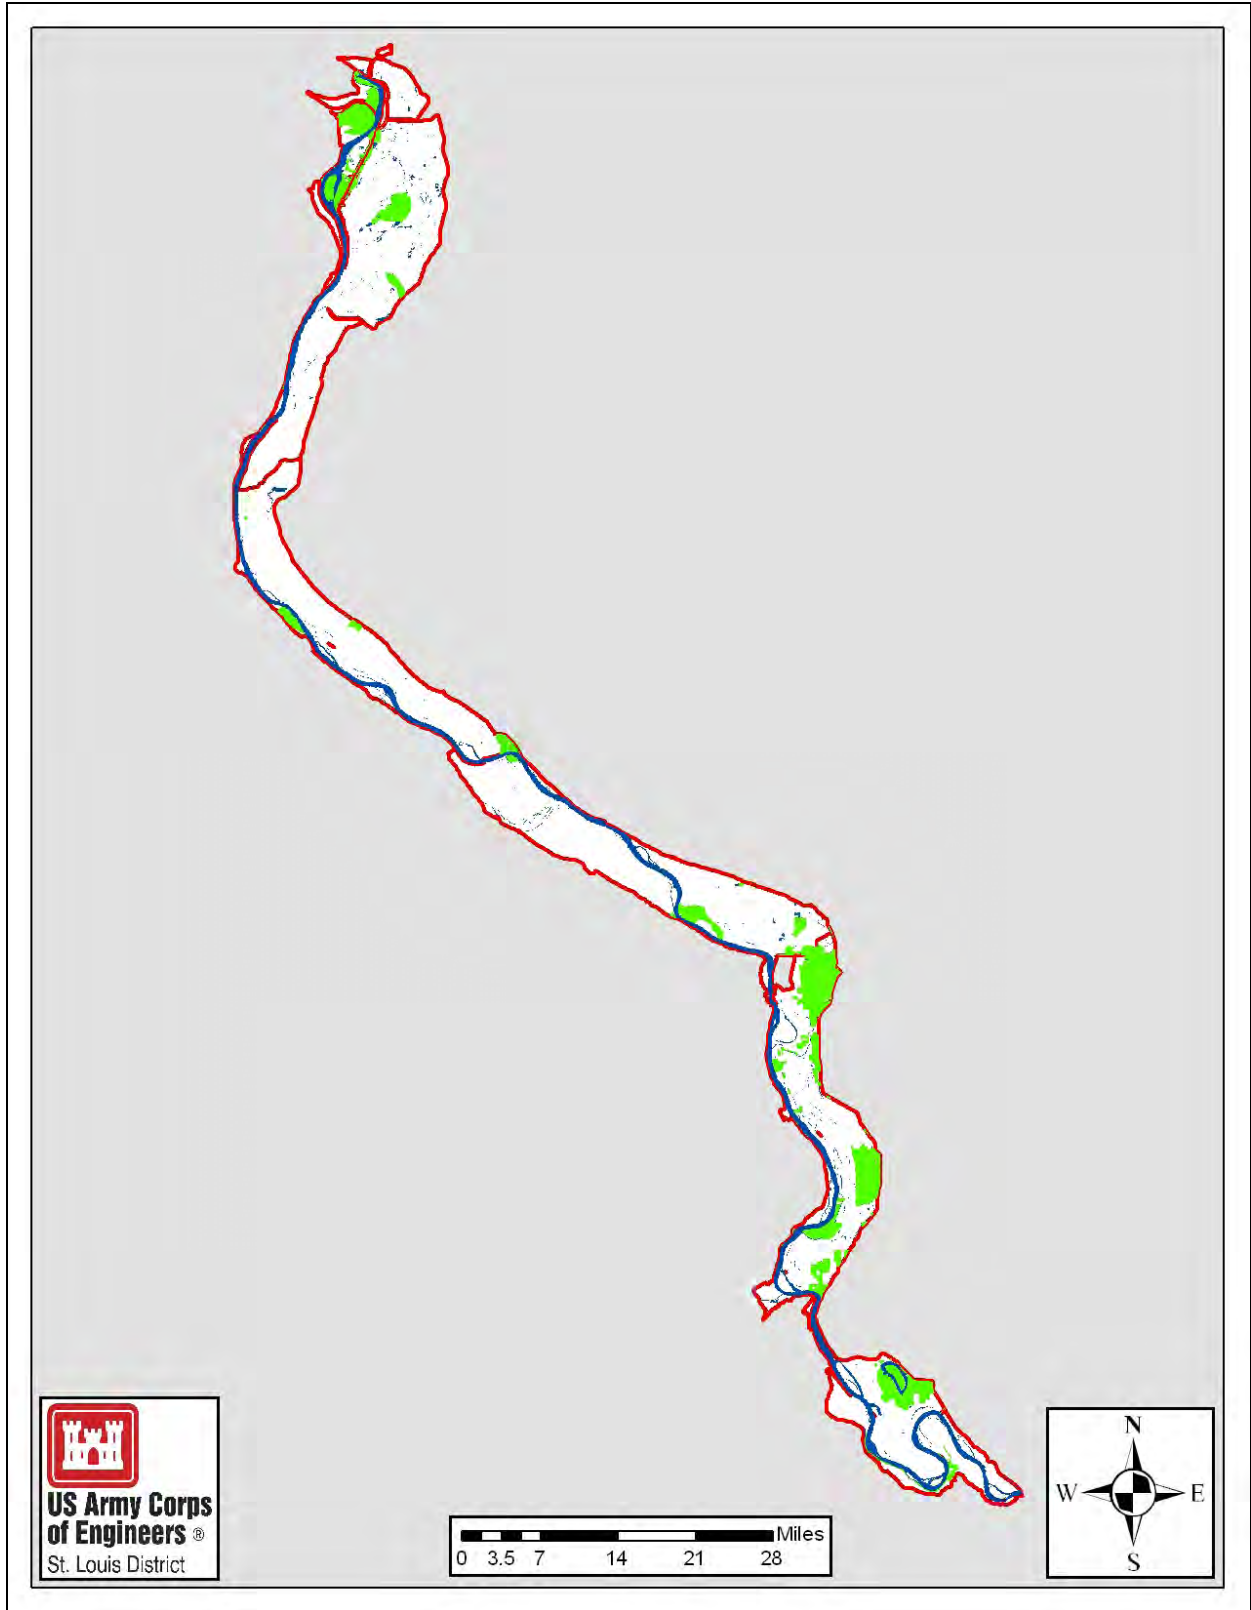 US Army Corps
of Engineers ®
St. Louis District
Miles
0 3.5 7 14 21 28
N
W E
S